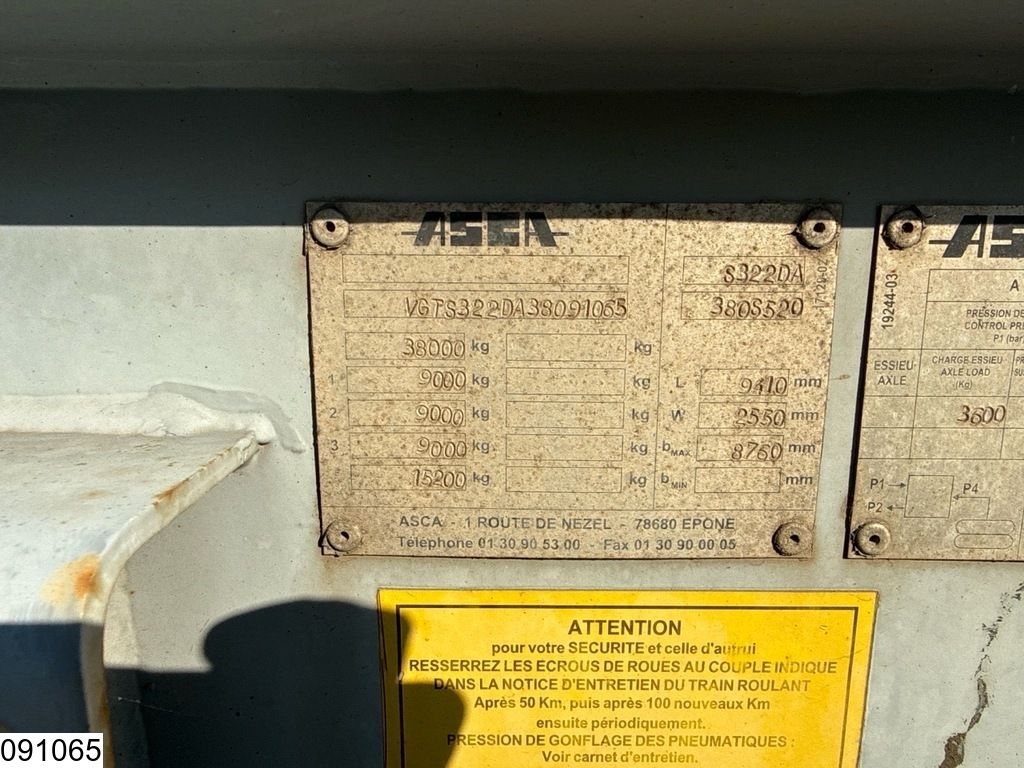 ASCA
S322DA
VGTS322DA38091065 380S520
38000 kg kg
1 9000 kg kg L 9410 mm
2 9000 kg kg W 2550 mm
3 9000 kg kg bMAX 8760 mm
15200 kg kg bMIN mm
ASCA - 1 ROUTE DE NEZEL - 78680 EPONE
Téléphone 01 30 90 53 00 - Fax 01 30 90 00 05
AS
19244-03
A
PRESSION DE
CONTROL PRE
P1 (bar
ESSIEU
AXLE
CHARGE ESSIEU
AXLE LOAD
(Kg)
3600
P1
P2
P4
ATTENTION
pour votre SECURITE et celle d'autrui
RESSERREZ LES ECROUS DE ROUES AU COUPLE INDIQUE
DANS LA NOTICE D'ENTRETIEN DU TRAIN ROULANT
Après 50 Km, puis après 100 nouveaux Km
ensuite périodiquement.
PRESSION DE GONFLAGE DES PNEUMATIQUES :
Voir carnet d'entretien.
091065